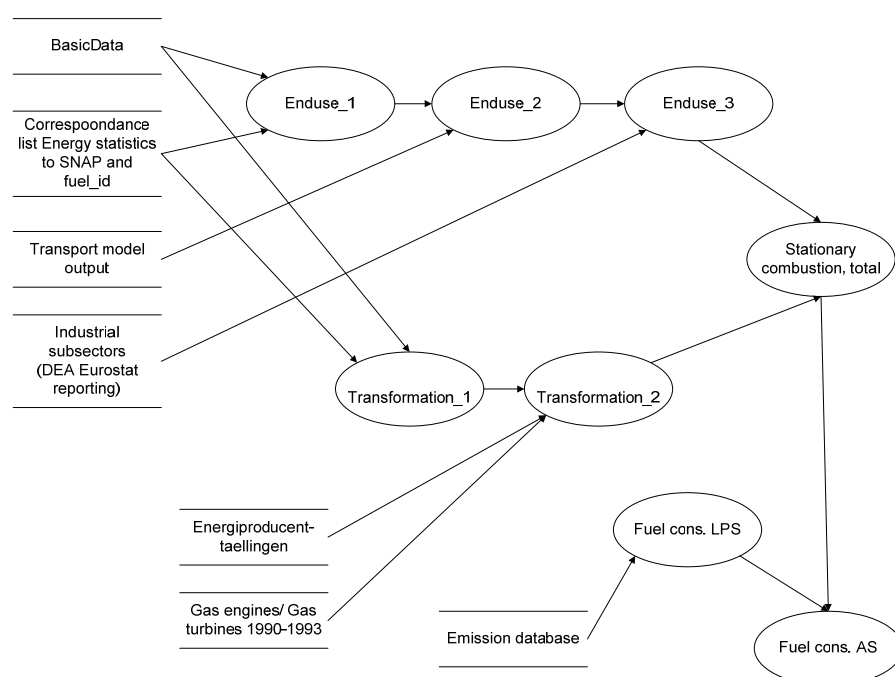 BasicData
Enduse_1
Enduse_2
Enduse_3
Correspoondance
list Energy statistics
to SNAP and
fuel_id
Transport model
output
Stationary
combustion, total
Industrial
subsectors
(DEA Eurostat
reporting)
Transformation_1
Transformation_2
Energiproducent-
taellingen
Fuel cons. LPS
Gas engines/ Gas
turbines 1990-1993
Emission database
Fuel cons. AS